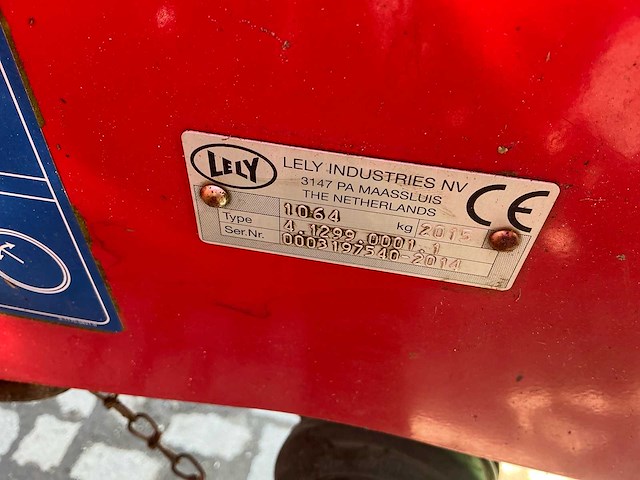 LELY
LELY INDUSTRIES NV
3147 PA MAASSLUIS
THE NETHERLANDS
CE
1064
Type kg 2015
4.1299.0001.1
Ser.Nr. 0003197540-2014